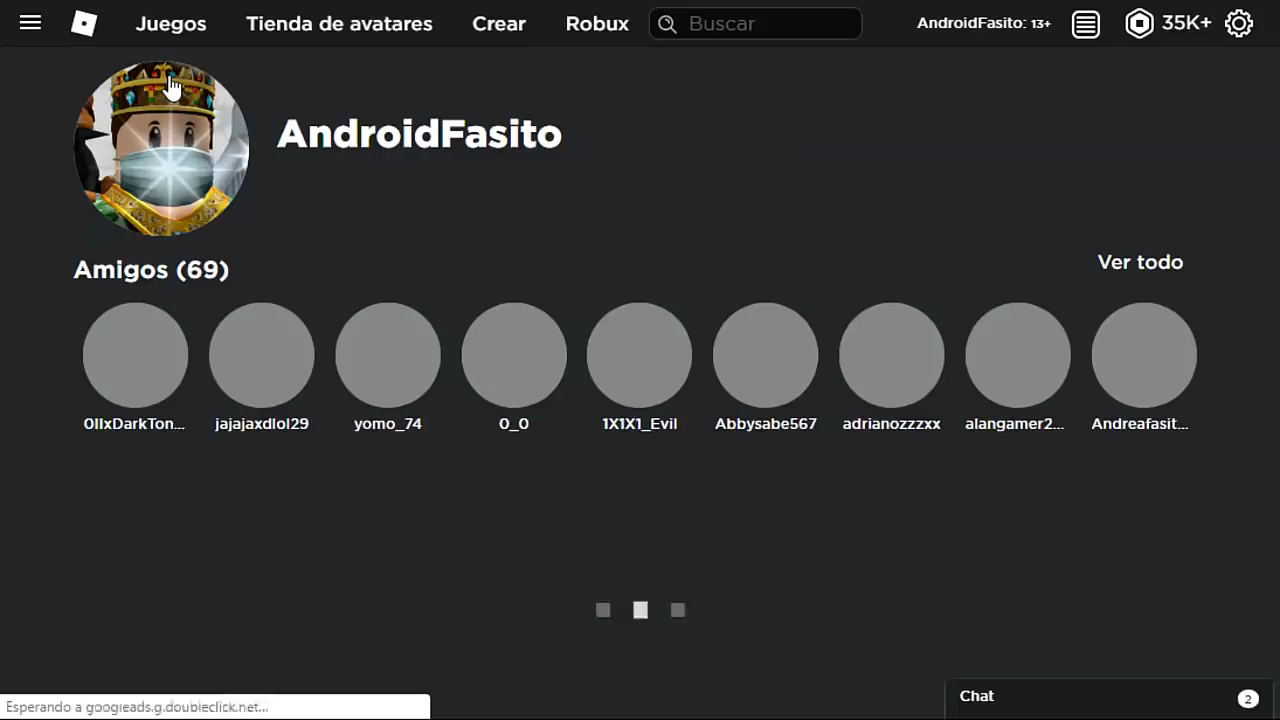 Juegos Tienda de avatares Crear Robux Buscar AndroidFasito: 13+ 35K+
AndroidFasito
Amigos (69) Ver todo
0IIxDarkTon... jajajaxdlol29 yomo_74 0_0 1X1X1_Evil Abbysabe567 adrianozzzxx alangamer2... Andreafasit...
Esperando a googleads.g.doubleclick.net...
Chat 2